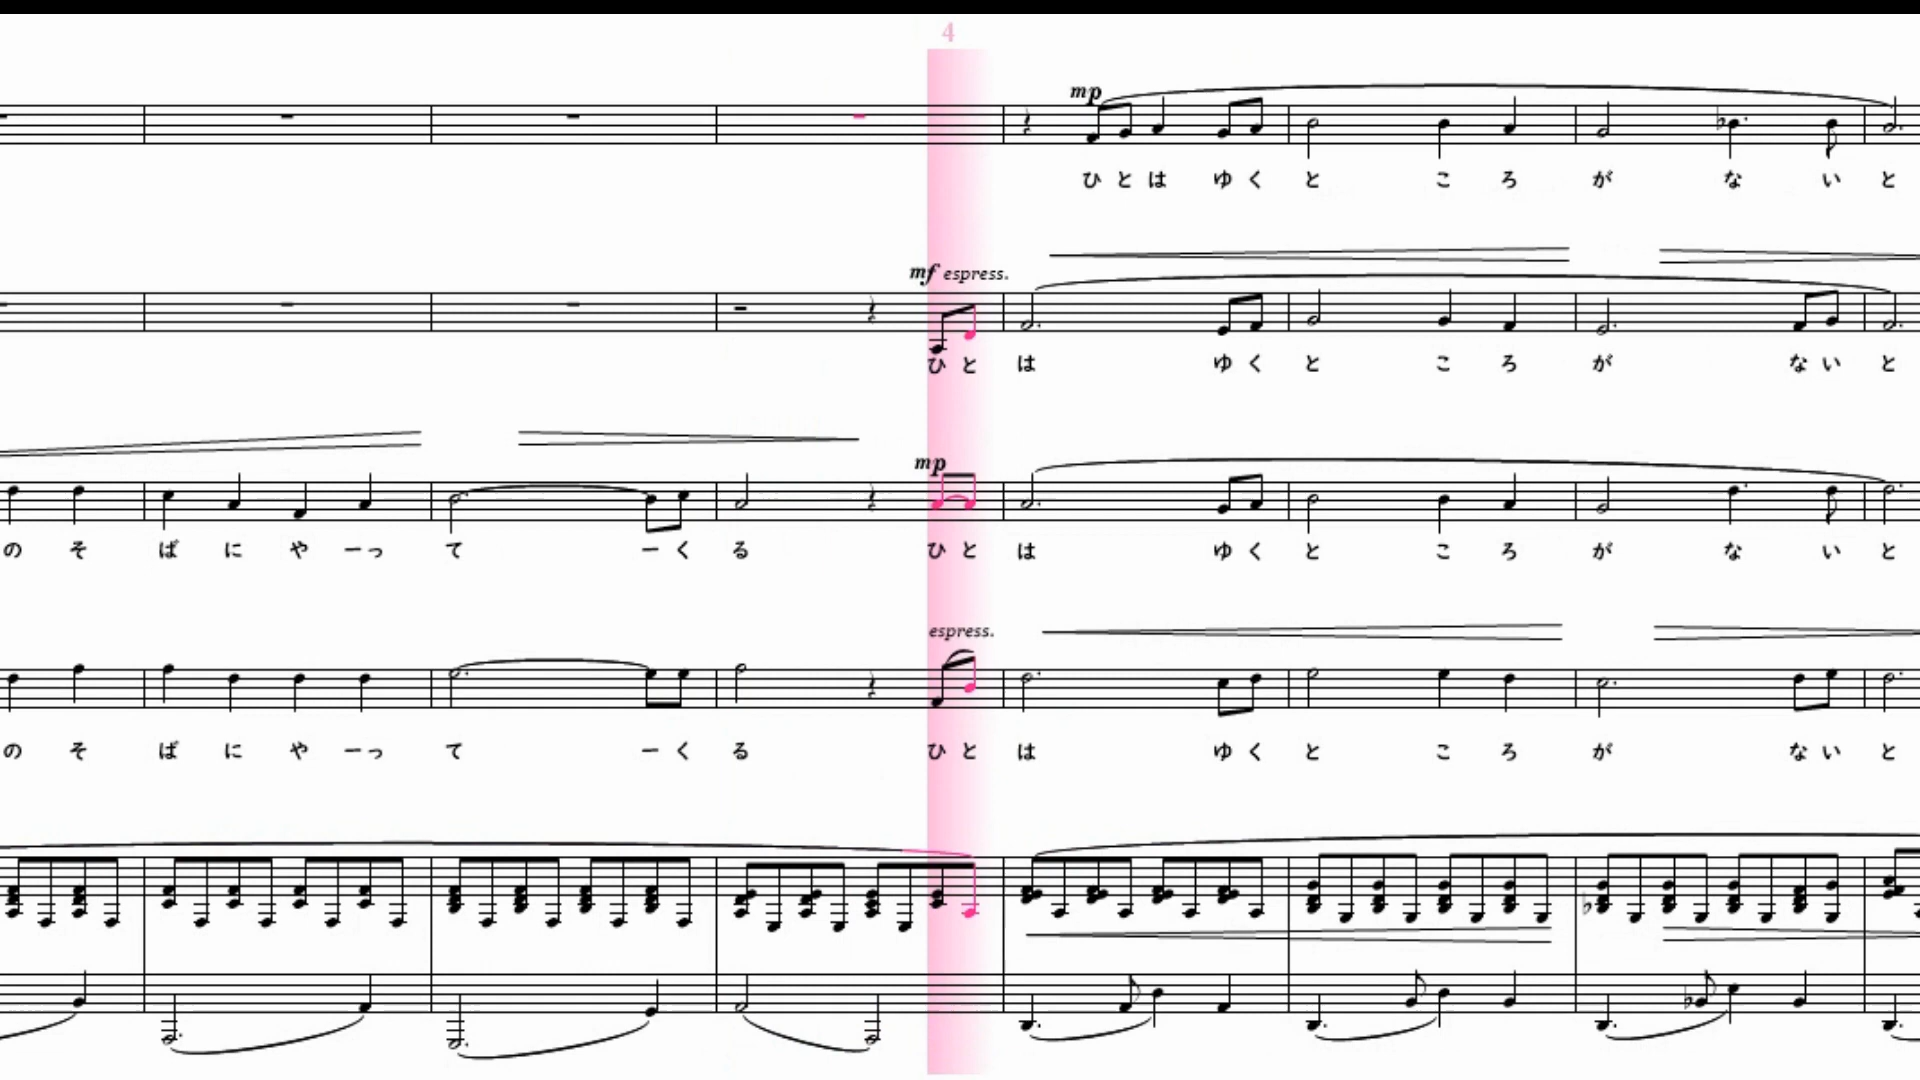 4
mp
ひとは ゆく と ころ が な い と
mf espress.
ひと は ゆく と ころ が ない と
mp
の そ ば に や ーっ て ー く る ひ と は ゆく と ころ が な い と
espress.
の そ ば に や ーっ て ー く る ひ と は ゆく と ころ が ない と